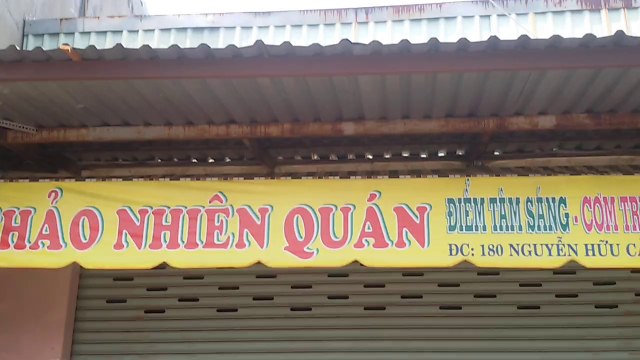 HẢO NHIÊN QUÁN
ĐIỂM TÂM SÁNG - CƠM
ĐC: 180 NGUYỄN HỮU